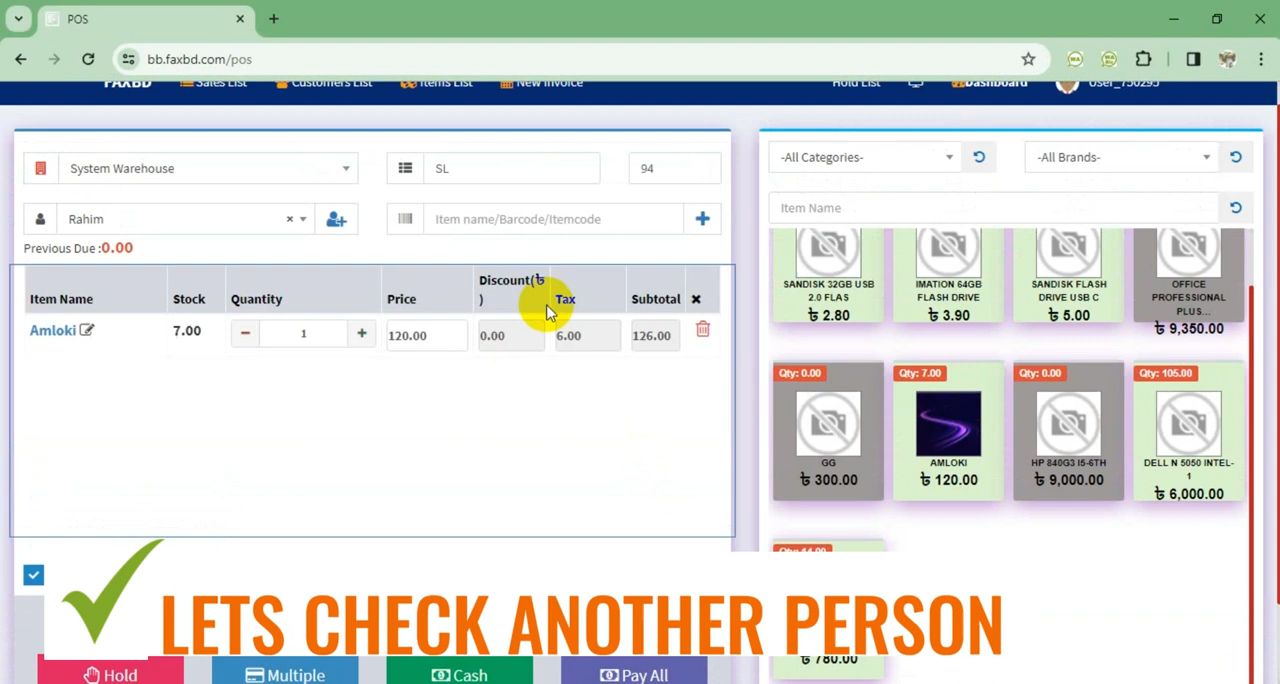 POS
bb.faxbd.com/pos
FAXBD Sales List Customers List Items List New Invoice Hold List Dashboard User_750295
System Warehouse SL 94
Rahim Item name/Barcode/Itemcode
Previous Due :0.00
Item Name Stock Quantity Price Discount(৳
) Tax Subtotal
Amloki 7.00 1 120.00 0.00 6.00 126.00
-All Categories- -All Brands-
Item Name
SANDISK 32GB USB
2.0 FLAS
৳ 2.80
IMATION 64GB
FLASH DRIVE
৳ 3.90
SANDISK FLASH
DRIVE USB C
৳ 5.00
OFFICE
PROFESSIONAL
PLUS...
৳ 9,350.00
Qty: 0.00
GG
৳ 300.00
Qty: 7.00
AMLOKI
৳ 120.00
Qty: 0.00
HP 840G3 I5-6TH
৳ 9,000.00
Qty: 105.00
DELL N 5050 INTEL-
1
৳ 6,000.00
Qty: 14.00
৳ 780.00
LETS CHECK ANOTHER PERSON
Hold Multiple Cash Pay All